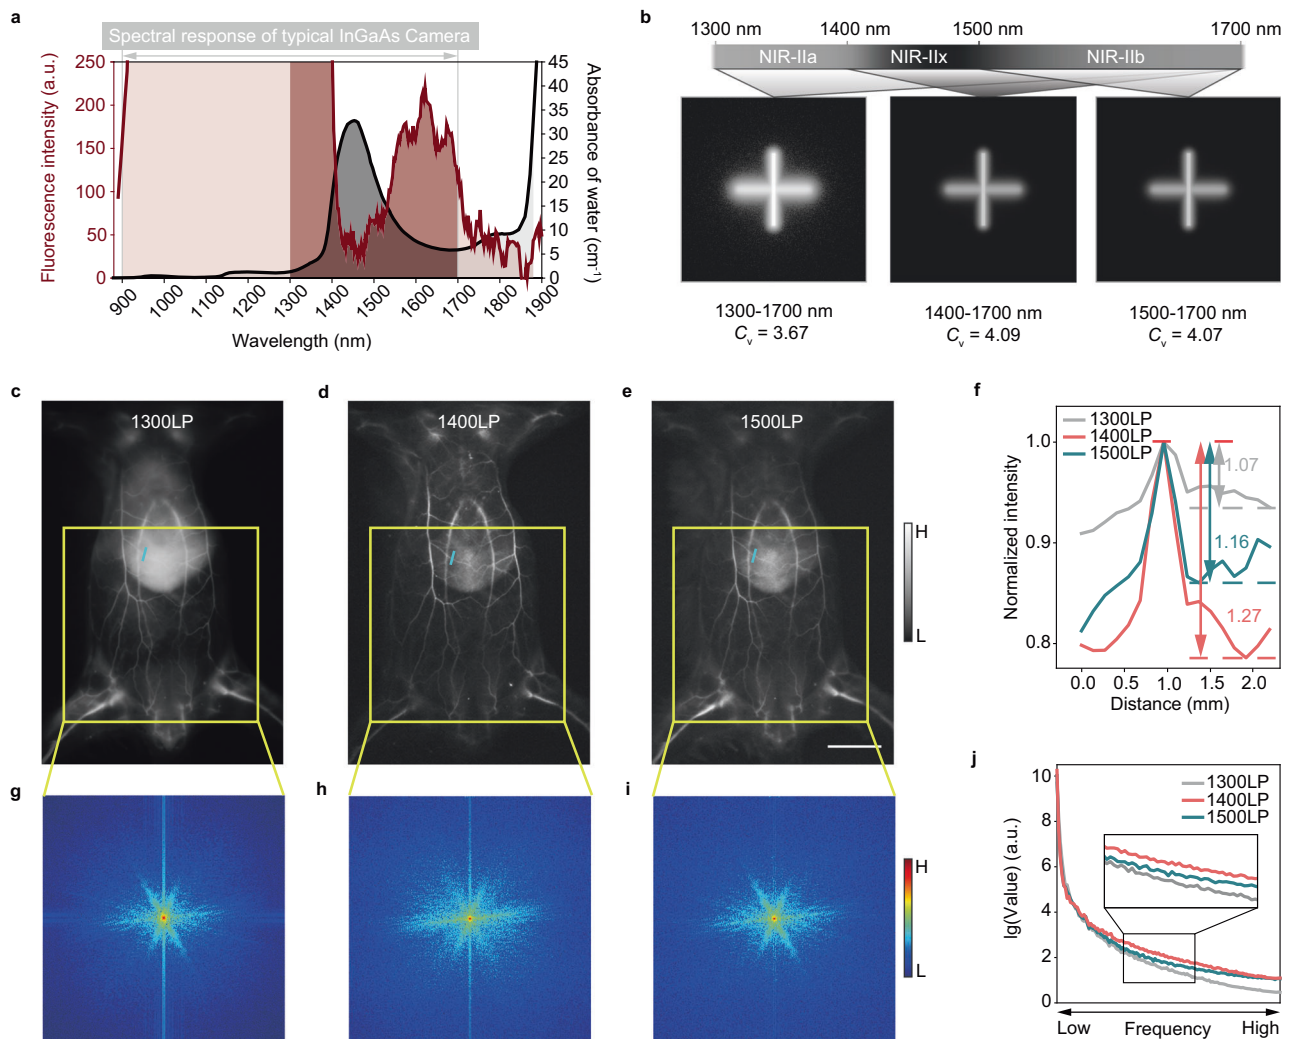 a
Spectral response of typical InGaAs Camera
Fluorescence intensity (a.u.)
250
200
150
100
50
0
45
40
35
30
25
20
15
10
5
0
Absorbance of water (cm-1)
900 1000 1100 1200 1300 1400 1500 1600 1700 1800 1900
Wavelength (nm)
b
1300 nm 1400 nm 1500 nm 1700 nm
NIR-IIa NIR-IIx NIR-IIb
1300-1700 nm
Cv = 3.67
1400-1700 nm
Cv = 4.09
1500-1700 nm
Cv = 4.07
c
1300LP
d
1400LP
e
1500LP
H
L
f
1300LP
1400LP
1500LP
1.07
1.16
1.27
Normalized intensity
1.0
0.9
0.8
0.0 0.5 1.0 1.5 2.0
Distance (mm)
g
h
i
H
L
j
1300LP
1400LP
1500LP
lg(Value) (a.u.)
10
8
6
4
2
0
Low Frequency High